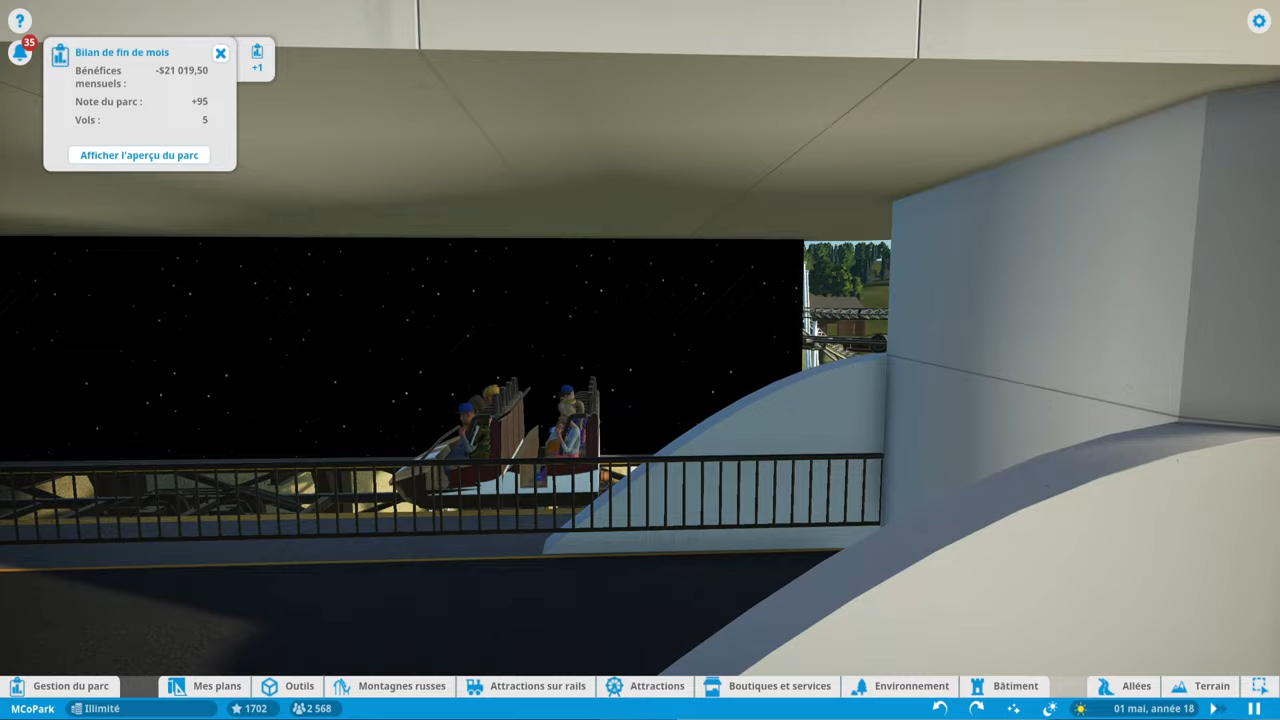 ?
35
Bilan de fin de mois
Bénéfices mensuels :
-$21 019,50
Note du parc :
+95
Vols :
5
Afficher l'aperçu du parc
+1
Gestion du parc
Mes plans
Outils
Montagnes russes
Attractions sur rails
Attractions
Boutiques et services
Environnement
Bâtiment
Allées
Terrain
MCoPark
Illimité
1702
2 568
01 mai, année 18